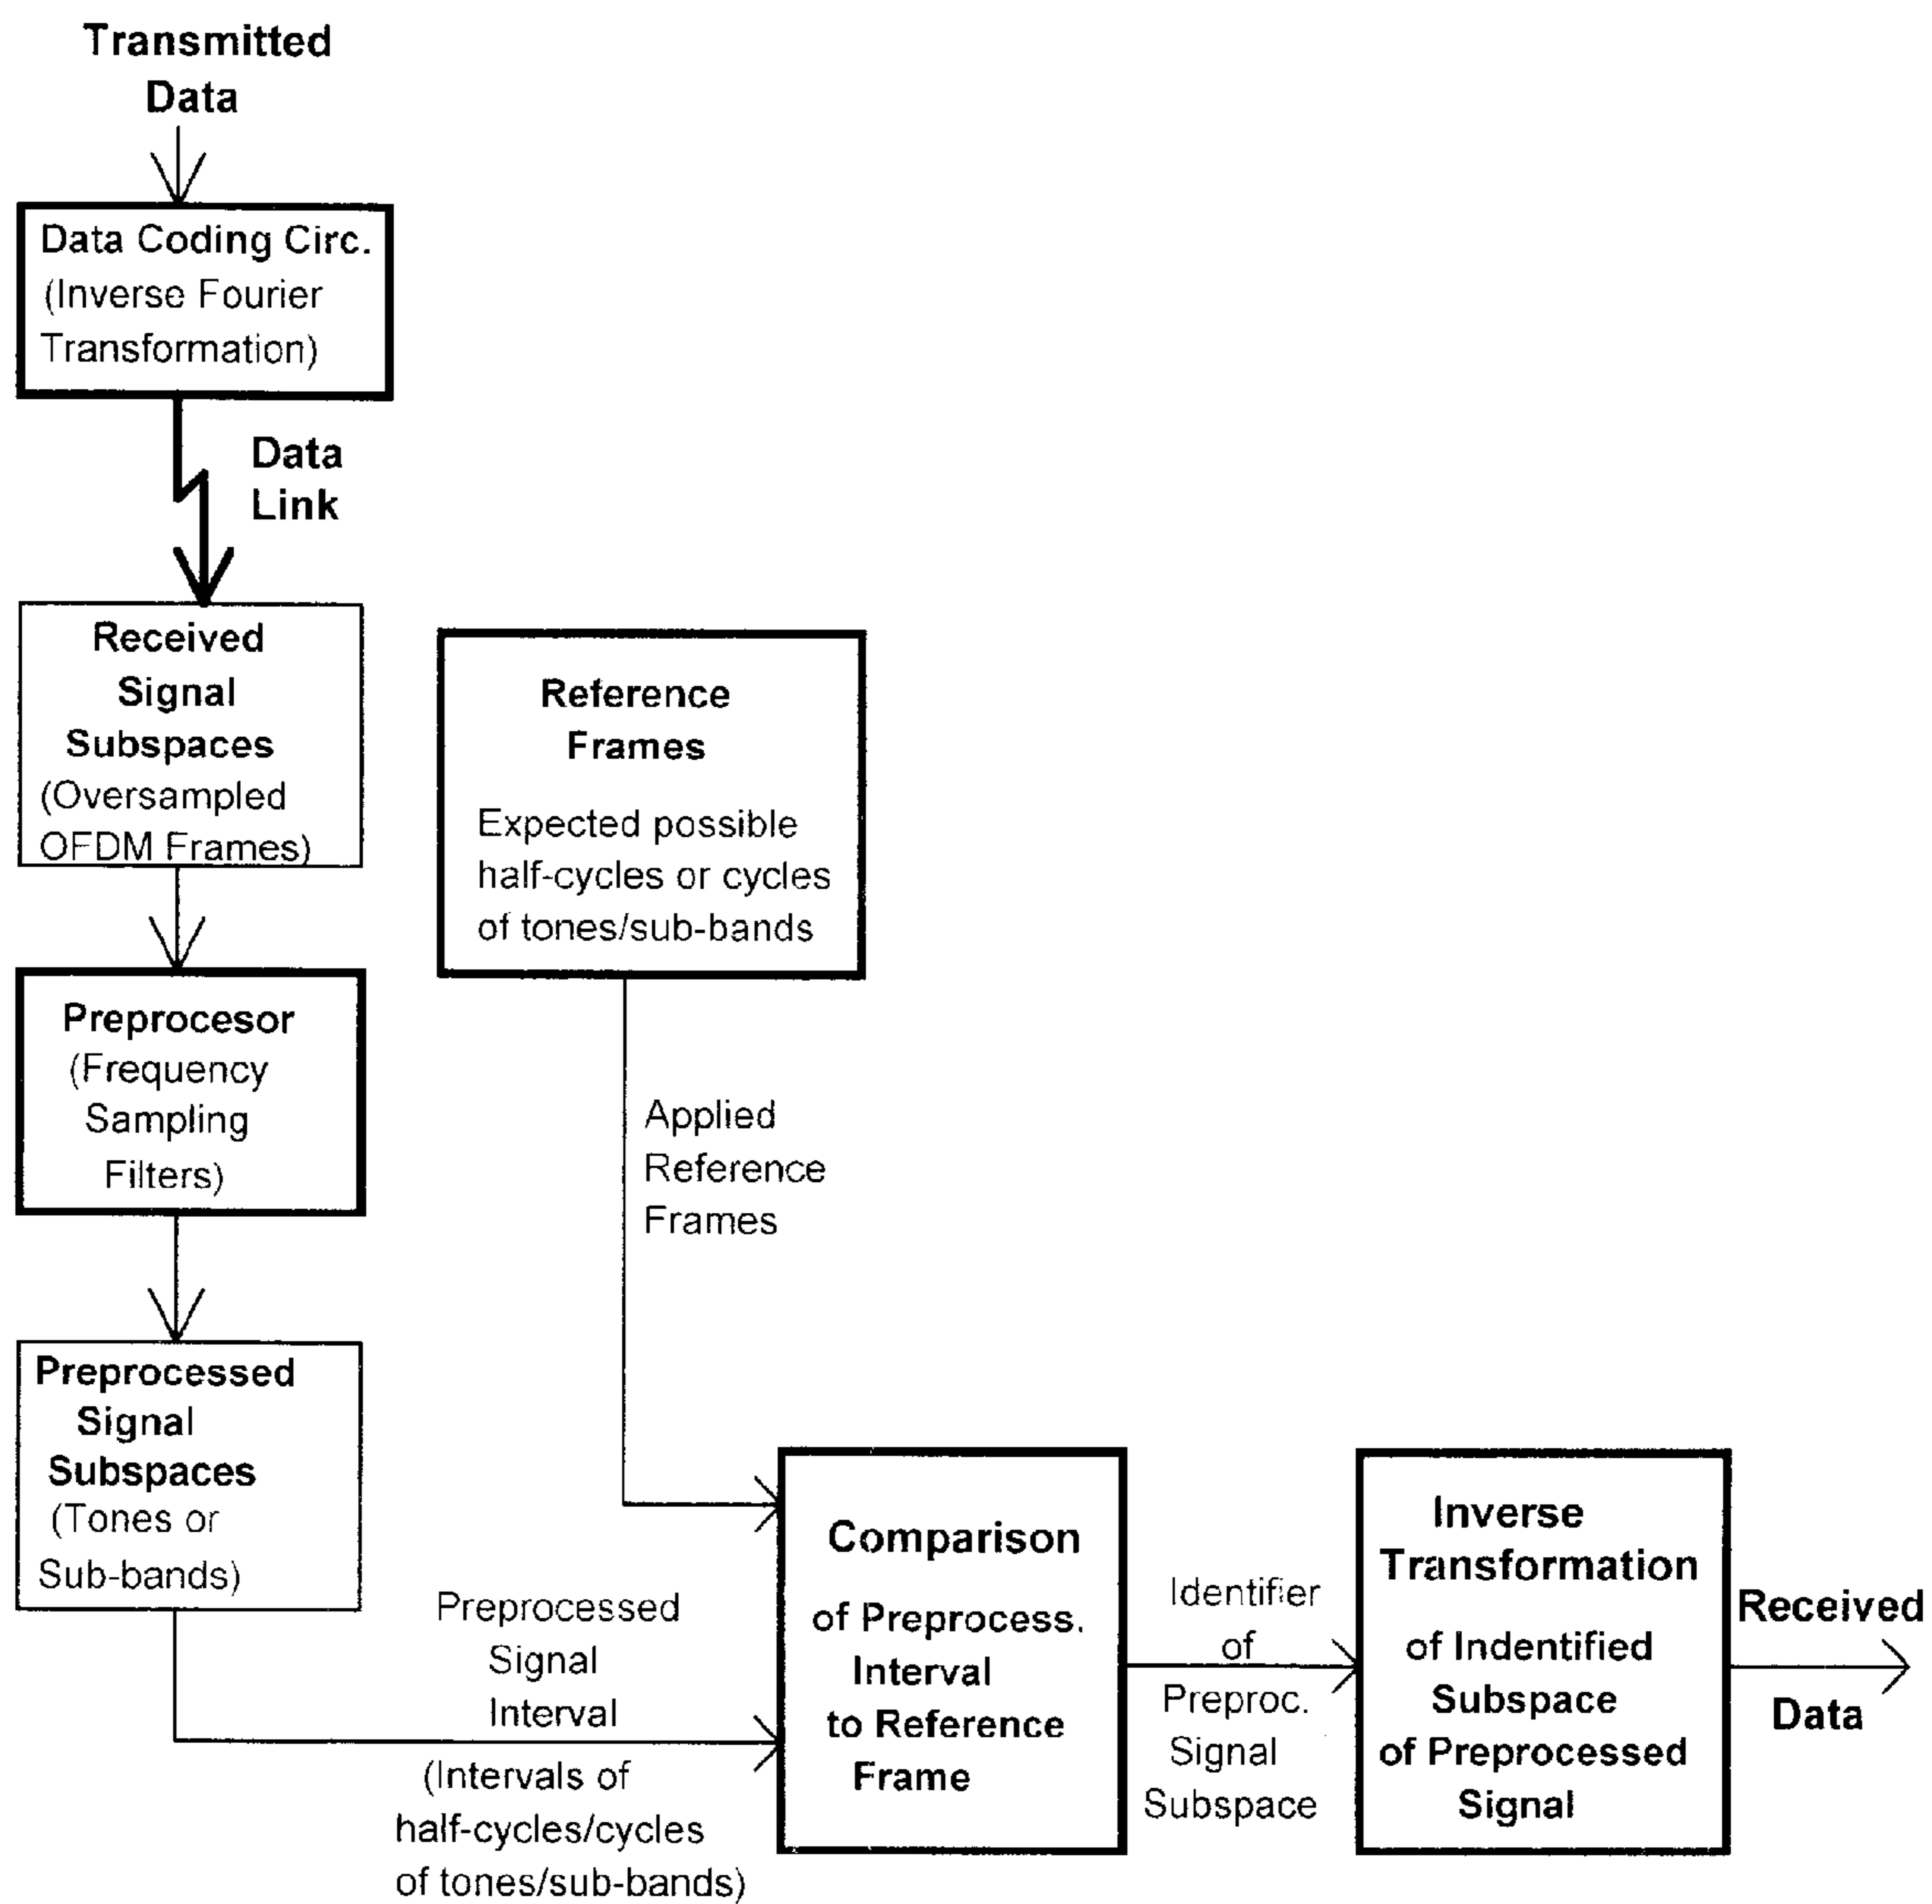 Transmitted
Data
Data Coding Circ.
(Inverse Fourier
Transformation)
Data
Link
Received
Signal
Subspaces
(Oversampled
OFDM Frames)
Reference
Frames
Expected possible
half-cycles or cycles
of tones/sub-bands
Preprocesor
(Frequency
Sampling
Filters)
Applied
Reference
Frames
Preprocessed
Signal
Subspaces
(Tones or
Sub-bands)
Preprocessed
Signal
Interval
(Intervals of
half-cycles/cycles
of tones/sub-bands)
Comparison
of Preprocess.
Interval
to Reference
Frame
Identifier
of
Preproc.
Signal
Subspace
Inverse
Transformation
of Indentified
Subspace
of Preprocessed
Signal
Received
Data